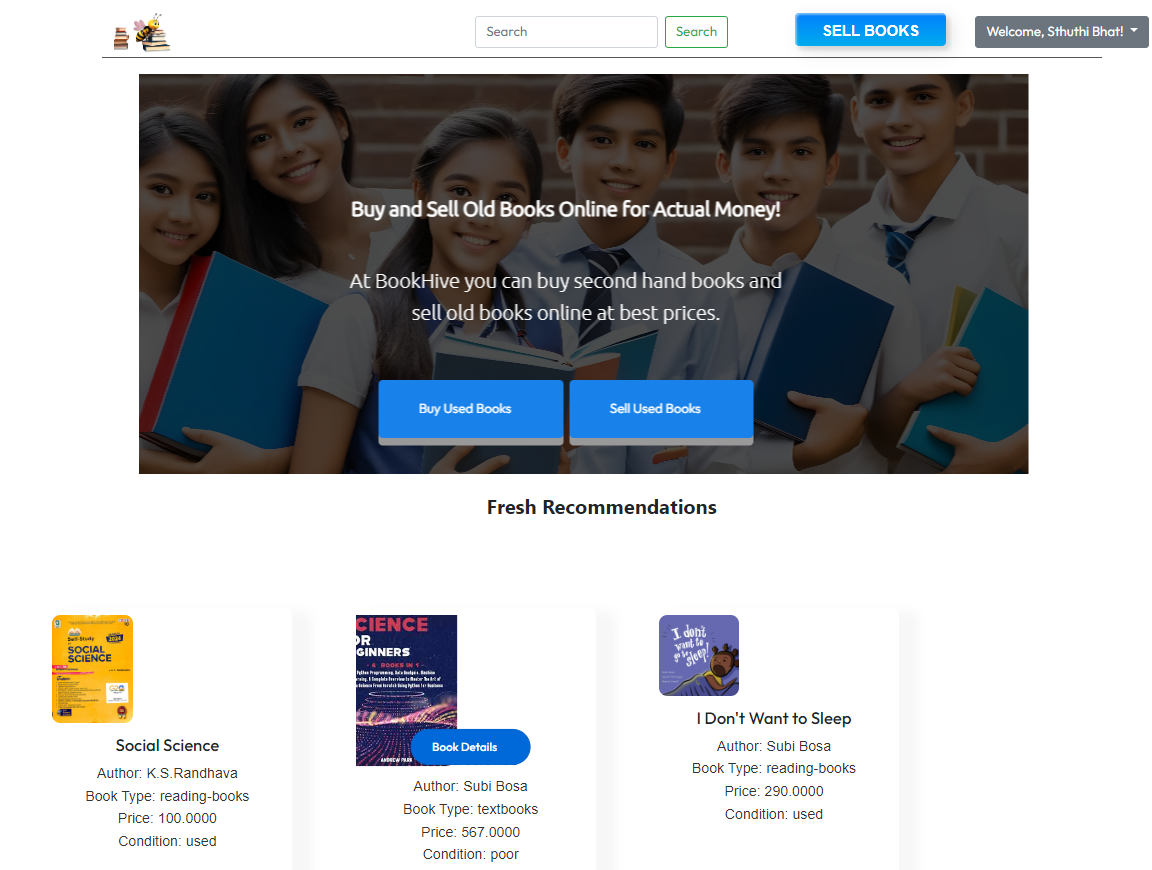 Search
Search
SELL BOOKS
Welcome, Sthuthi Bhat!
Buy and Sell Old Books Online for Actual Money!
At BookHive you can buy second hand books and
sell old books online at best prices.
Buy Used Books
Sell Used Books
Fresh Recommendations
Self-Study
2024
SOCIAL
SCIENCE
Social Science
Author: K.S.Randhava
Book Type: reading-books
Price: 100.0000
Condition: used
CIENCE
OR
GINNERS
- 4 BOOKS IN 1 -
ANDREW PARK
Book Details
Author: Subi Bosa
Book Type: textbooks
Price: 567.0000
Condition: poor
I don't
want to
go to
sleep!
I Don't Want to Sleep
Author: Subi Bosa
Book Type: reading-books
Price: 290.0000
Condition: used